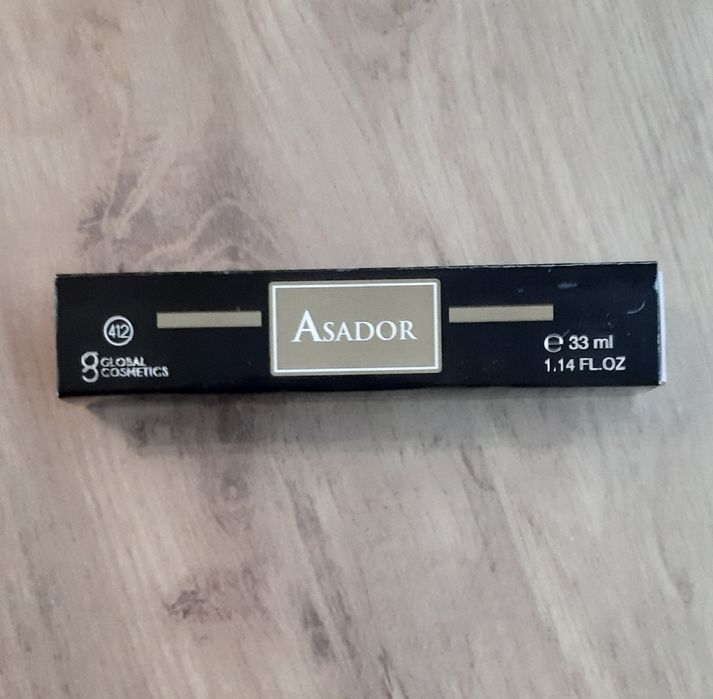 412
GLOBAL
COSMETICS
ASADOR
℮ 33 ml
1.14 FL.OZ